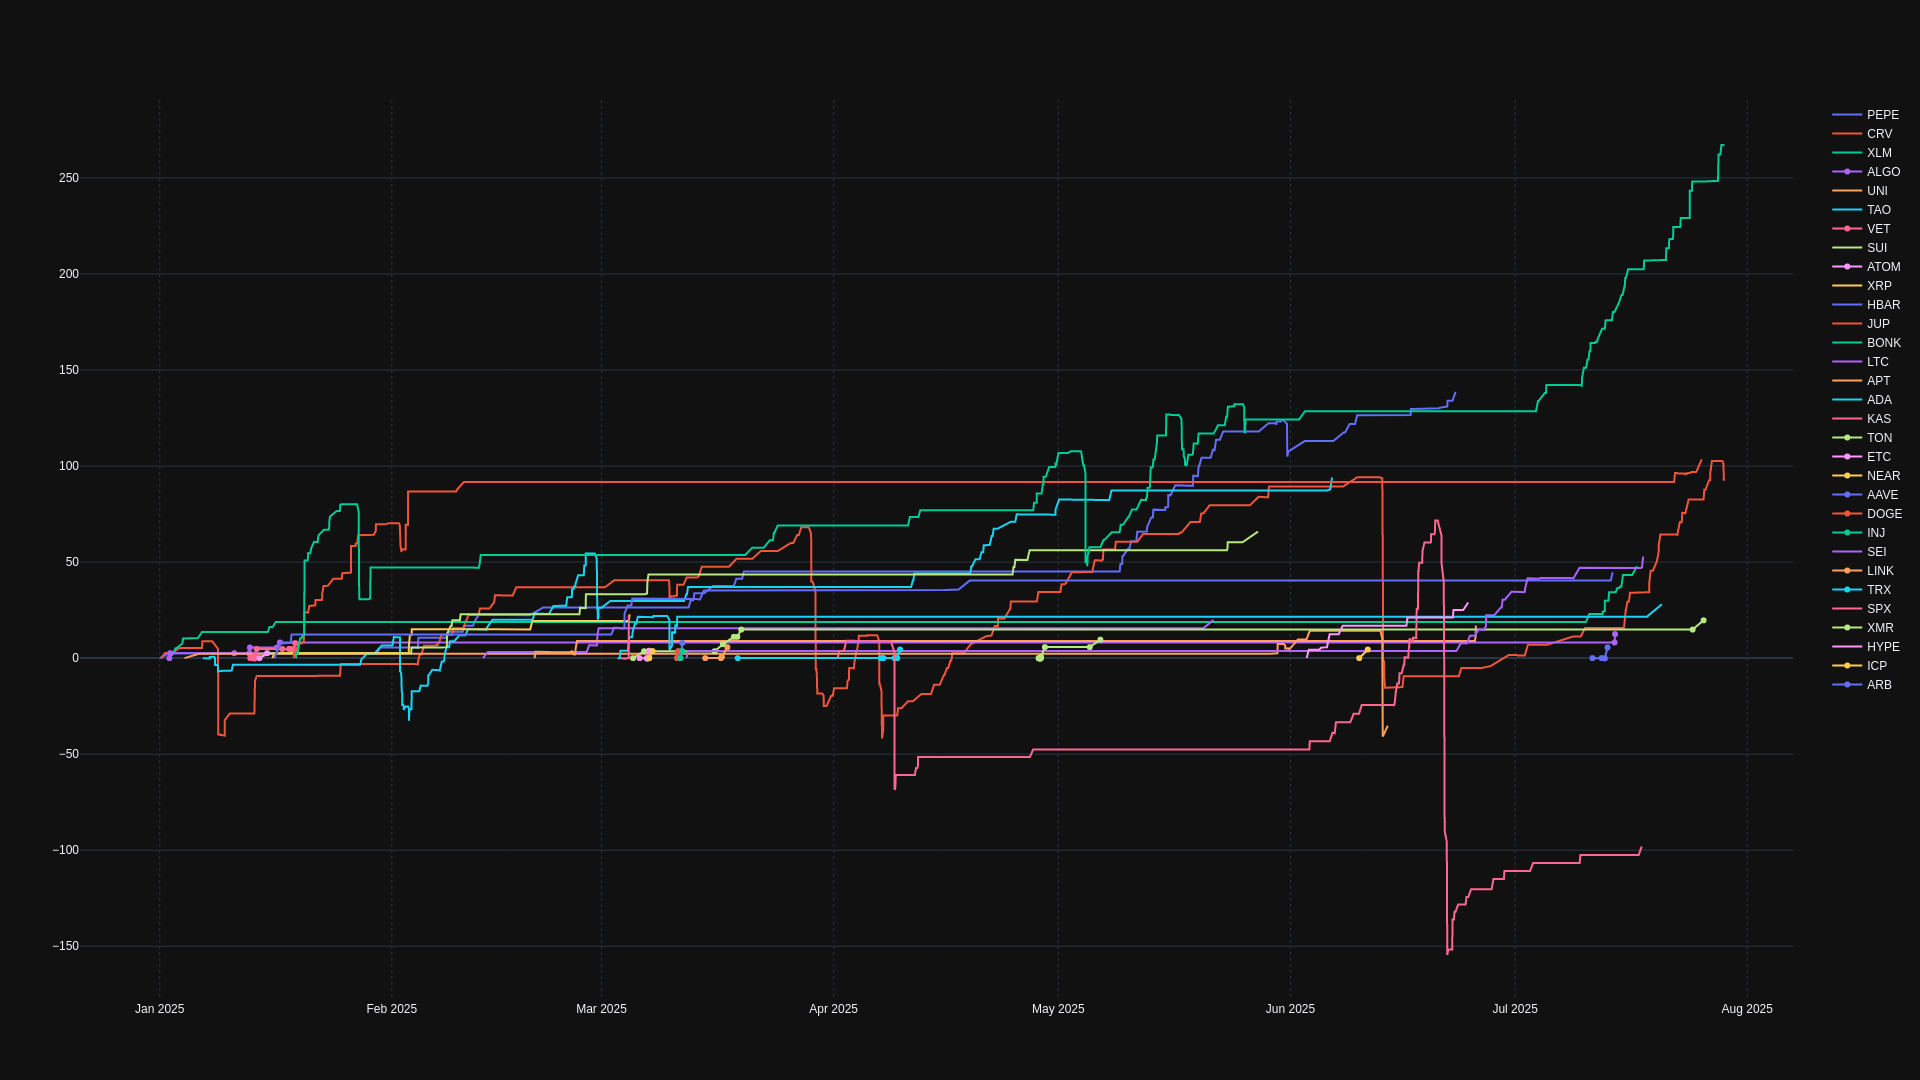 250
200
150
100
50
0
−50
−100
−150
Jan 2025
Feb 2025
Mar 2025
Apr 2025
May 2025
Jun 2025
Jul 2025
Aug 2025
PEPE
CRV
XLM
ALGO
UNI
TAO
VET
SUI
ATOM
XRP
HBAR
JUP
BONK
LTC
APT
ADA
KAS
TON
ETC
NEAR
AAVE
DOGE
INJ
SEI
LINK
TRX
SPX
XMR
HYPE
ICP
ARB